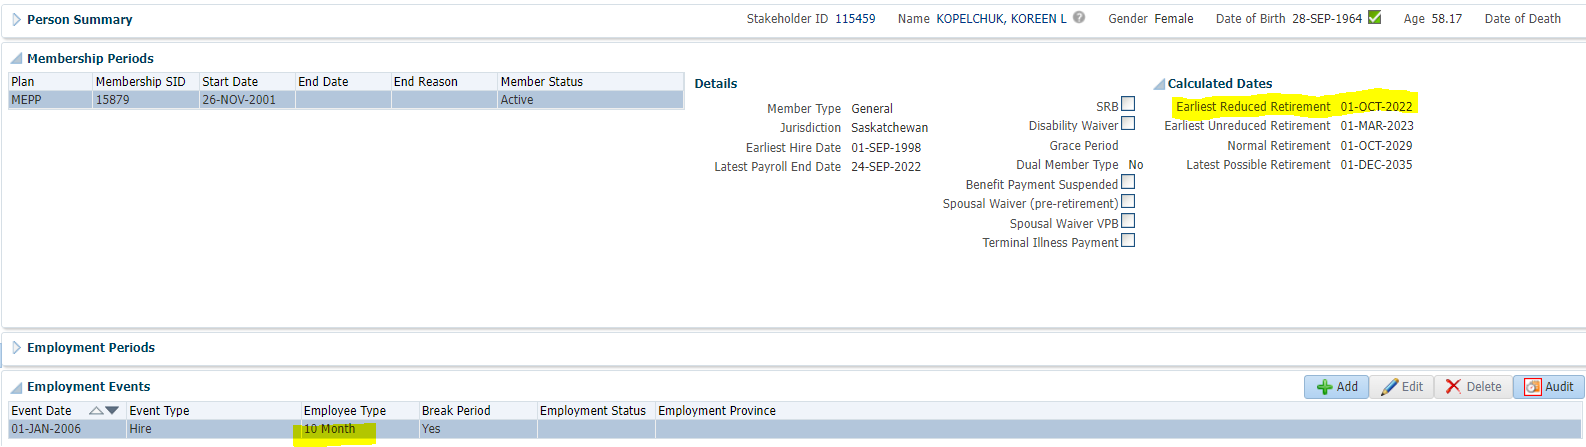 Person Summary Stakeholder ID 115459 Name KOPELCHUK, KOREEN L ? Gender Female Date of Birth 28-SEP-1964 Age 58.17 Date of Death
Membership Periods
Plan Membership SID Start Date End Date End Reason Member Status
MEPP 15879 26-NOV-2001 Active
Details
Member Type General
Jurisdiction Saskatchewan
Earliest Hire Date 01-SEP-1998
Latest Payroll End Date 24-SEP-2022
SRB
Disability Waiver
Grace Period
Dual Member Type No
Benefit Payment Suspended
Spousal Waiver (pre-retirement)
Spousal Waiver VPB
Terminal Illness Payment
Calculated Dates
Earliest Reduced Retirement 01-OCT-2022
Earliest Unreduced Retirement 01-MAR-2023
Normal Retirement 01-OCT-2029
Latest Possible Retirement 01-DEC-2035
Employment Periods
Employment Events Add Edit Delete Audit
Event Date Event Type Employee Type Break Period Employment Status Employment Province
01-JAN-2006 Hire 10 Month Yes